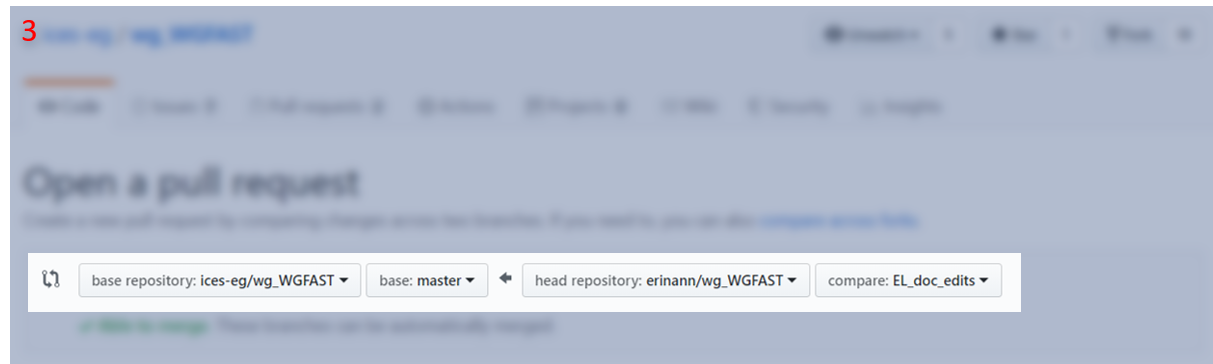 3 ices-eg / wg_WGFAST
Code Issues Pull requests Actions Projects Wiki Security Insights
Open a pull request
Create a new pull request by comparing changes across two branches. If you need to, you can also compare across forks.
base repository: ices-eg/wg_WGFAST base: master head repository: erinann/wg_WGFAST compare: EL_doc_edits
Able to merge. These branches can be automatically merged.